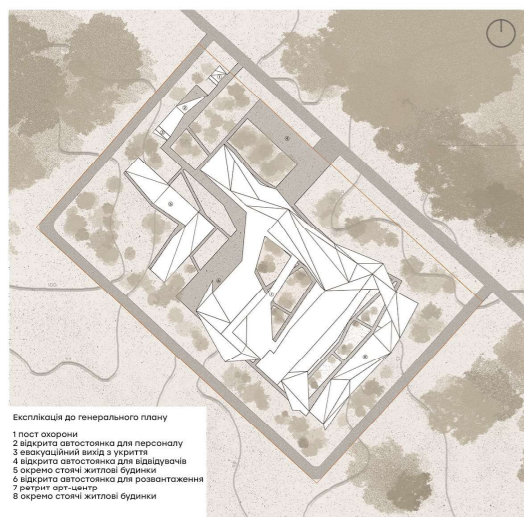 Експлікація до генерального плану
1 пост охорони
2 відкрита автостоянка для персоналу
3 евакуаційний вихід з укриття
4 відкрита автостоянка для відвідувачів
5 окремо стоячі житлові будинки
6 відкрита автостоянка для розвантаження
7 ретрит арт-центр
8 окремо стоячі житлові будинки